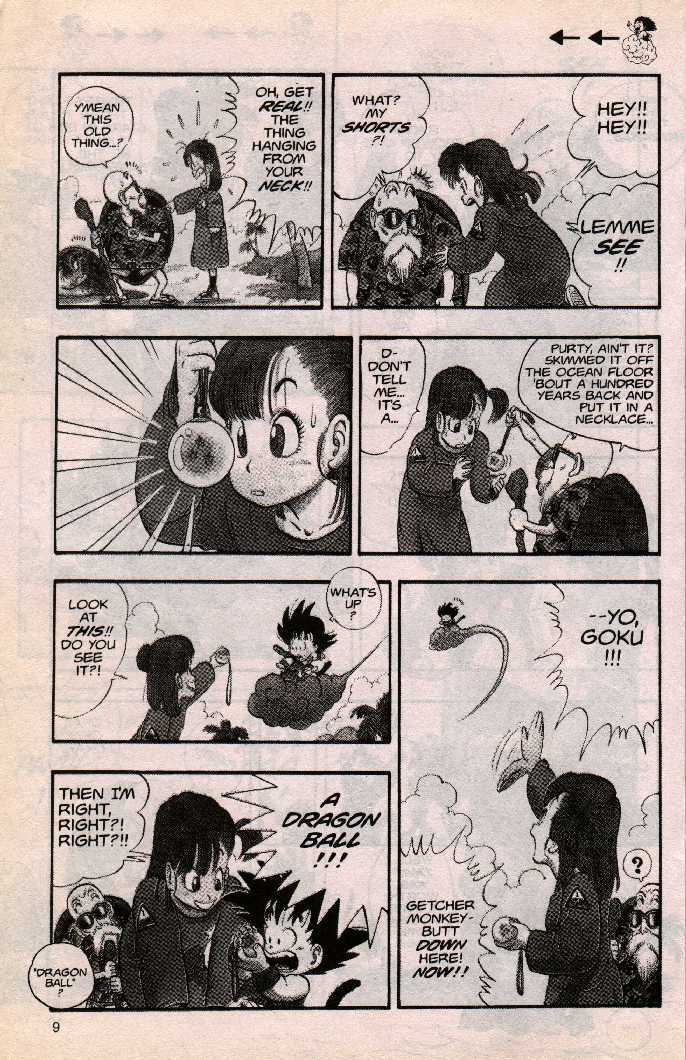 HEY!!
HEY!!
LEMME
SEE
!!
WHAT?
MY
SHORTS
?!
OH, GET
REAL!!
THE
THING
HANGING
FROM
YOUR
NECK!!
Y'MEAN
THIS
OLD
THING...?
PURTY, AIN'T IT?
SKIMMED IT OFF
THE OCEAN FLOOR
'BOUT A HUNDRED
YEARS BACK AND
PUT IT IN A
NECKLACE...
D-
DON'T
TELL
ME...
IT'S
A...
--YO,
GOKU
!!!
?
GETCHER
MONKEY-
BUTT
DOWN
HERE!
NOW!!
WHAT'S
UP
?
LOOK
AT
THIS!!
DO YOU
SEE
IT?!
A
DRAGON
BALL
!!!
THEN I'M
RIGHT,
RIGHT?!
RIGHT?!!
"DRAGON
BALL"
?
9